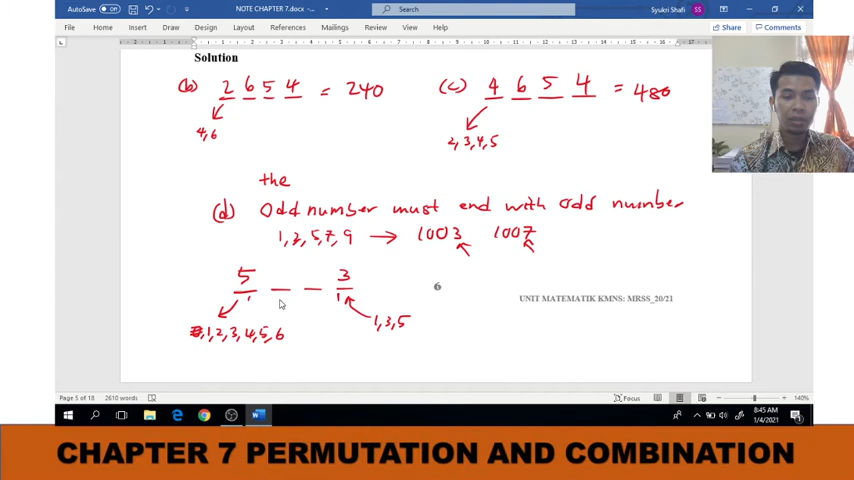 AutoSave Off
NOTE CHAPTER 7.docx
Search
Syukri Shafi
SS
File Home Insert Draw Design Layout References Mailings Review View Help
Share Comments
Solution
(b) 2 6 5 4 = 240
4,6
(c) 4 6 5 4 = 480
2,3,4,5
the
(d) Odd number must end with odd number
1,3,5,7,9 → 1003 1007
5 _ _ 3
1 1
1,2,3,4,5,6
1,3,5
6
UNIT MATEMATIK KMNS: MRSS_20/21
Page 5 of 18
Focus
140%
8:45 AM
1/4/2021
CHAPTER 7 PERMUTATION AND COMBINATION